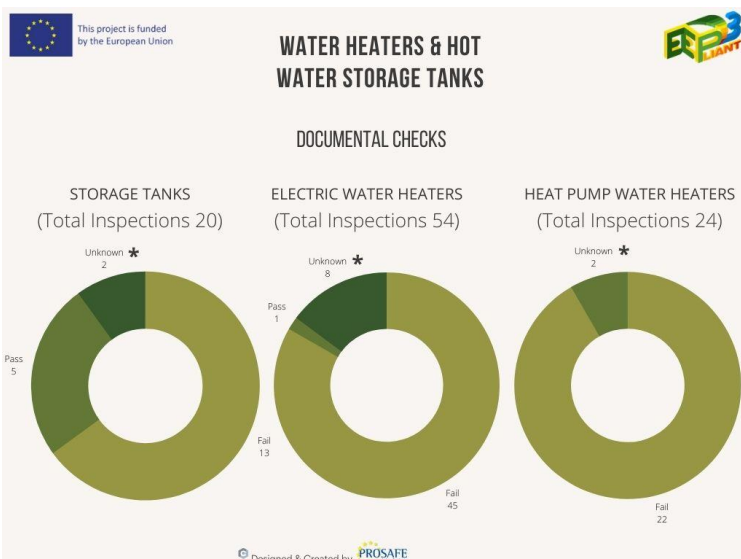 This project is funded
by the European Union
WATER HEATERS & HOT
WATER STORAGE TANKS
EEPLIANT3
DOCUMENTAL CHECKS
STORAGE TANKS
(Total Inspections 20)
Unknown *
2
Pass
5
Fail
13
ELECTRIC WATER HEATERS
(Total Inspections 54)
Unknown *
8
Pass
1
Fail
45
HEAT PUMP WATER HEATERS
(Total Inspections 24)
Unknown *
2
Fail
22
Designed & Created by PROSAFE